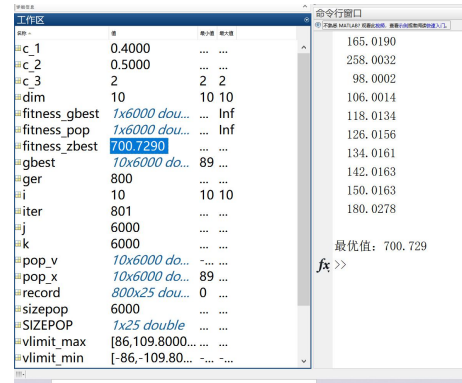 工作区
名称 值 最小值 最大值
c_1 0.4000 ... ...
c_2 0.5000 ... ...
c_3 2 2 2
dim 10 10 10
fitness_gbest 1x6000 dou... ... Inf
fitness_pop 1x6000 dou... ... Inf
fitness_zbest 700.7290 ... ...
gbest 10x6000 do... 89 ...
ger 800 ... ...
i 10 10 10
iter 801 ... ...
j 6000 ... ...
k 6000 ... ...
pop_v 10x6000 do... -... ...
pop_x 10x6000 do... 89 ...
record 800x25 dou... 0 ...
sizepop 6000 ... ...
SIZEPOP 1x25 double ... ...
vlimit_max [86,109.8000... ... ...
vlimit_min [-86,-109.80... -... -...
命令行窗口
165.0190
258.0032
98.0002
106.0014
118.0134
126.0156
134.0161
142.0163
150.0163
180.0278
最优值：700.729
fx >>